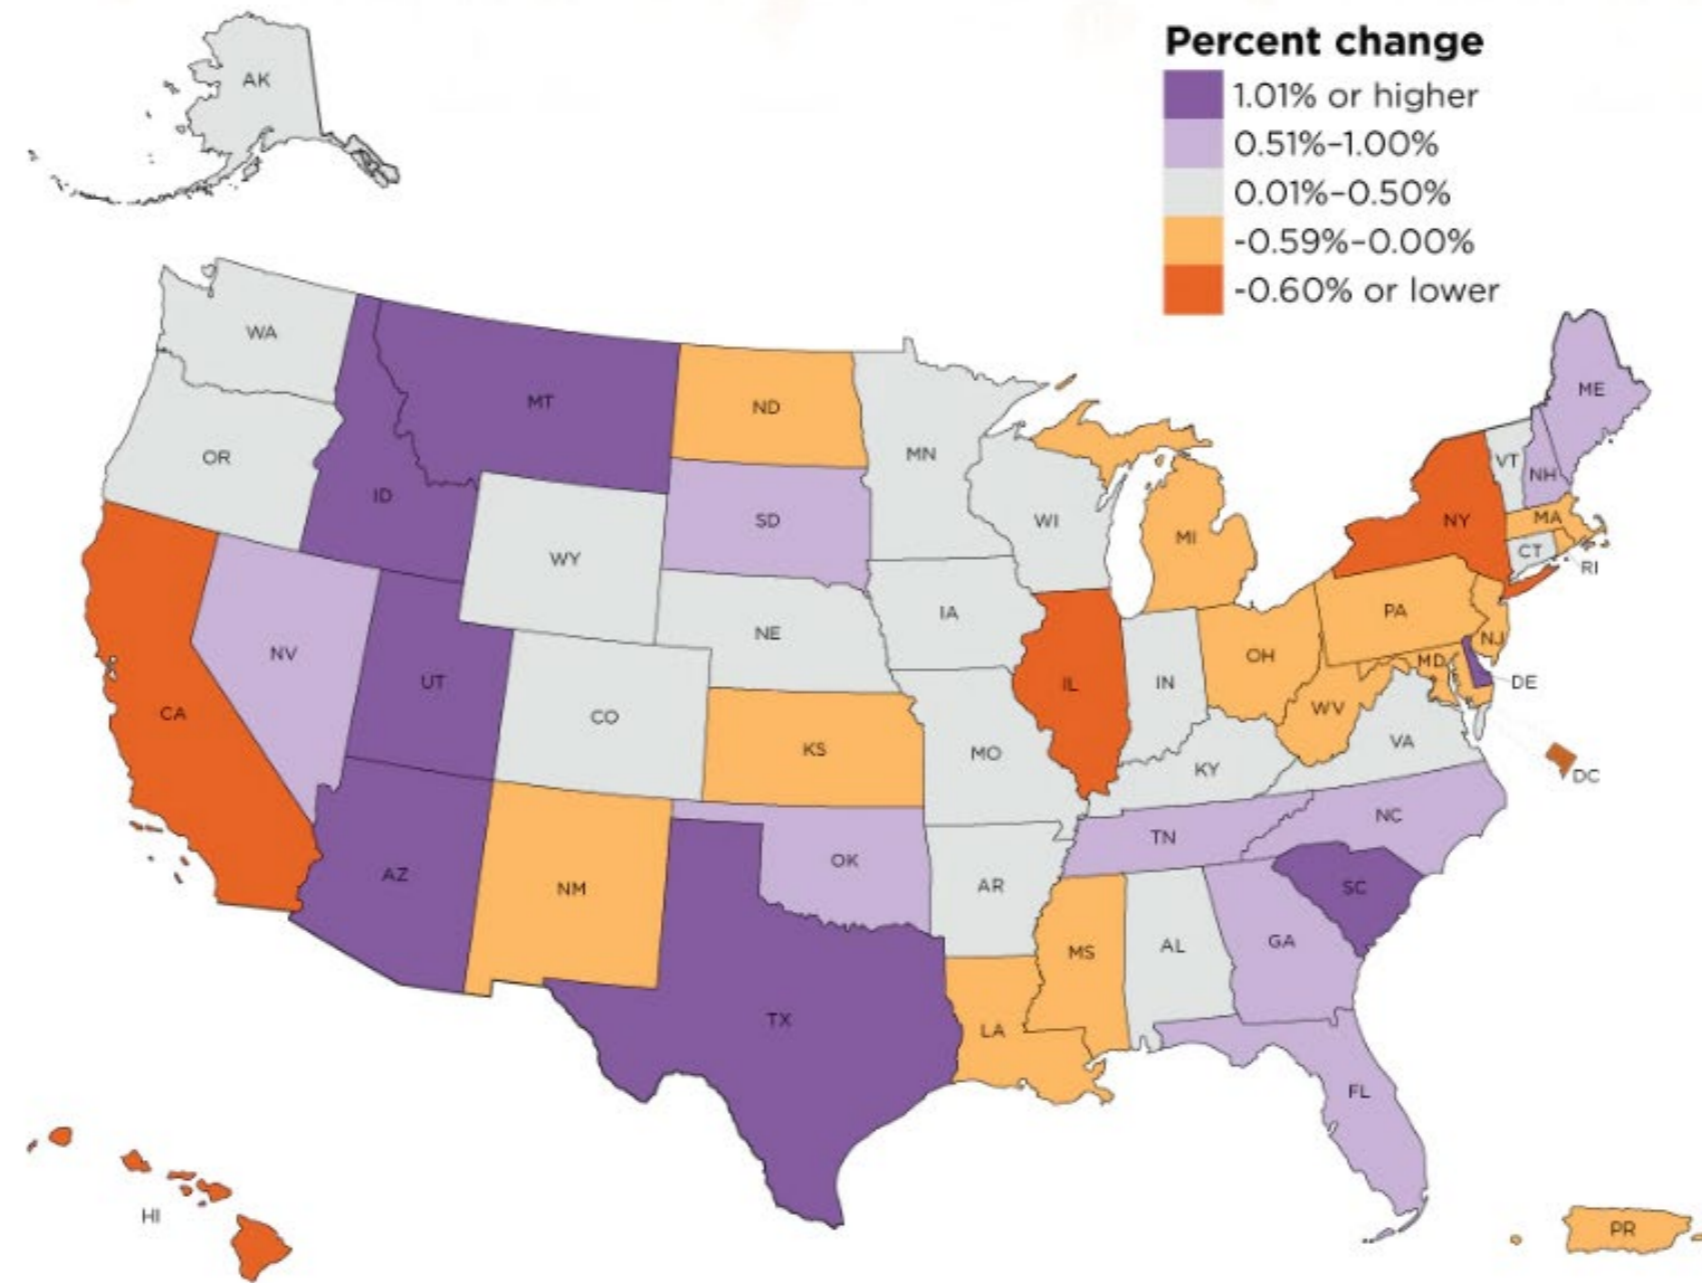 Percent change
1.01% or higher
0.51%–1.00%
0.01%–0.50%
-0.59%–0.00%
-0.60% or lower
AK
WA
MT
ND
ME
OR
ID
MN
VT
NH
SD
WI
NY
MA
WY
MI
CT
RI
IA
PA
NE
NJ
NV
OH
MD
UT
IL
IN
DE
CA
CO
WV
KS
MO
VA
KY
DC
NC
TN
AZ
OK
NM
AR
SC
MS
AL
GA
TX
LA
FL
HI
PR